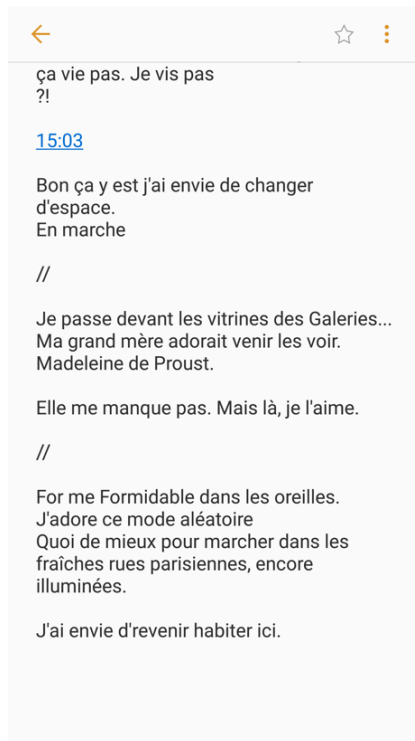 ça vie pas. Je vis pas
?!
15:03
Bon ça y est j'ai envie de changer
d'espace.
En marche
//
Je passe devant les vitrines des Galeries...
Ma grand mère adorait venir les voir.
Madeleine de Proust.
Elle me manque pas. Mais là, je l'aime.
//
For me Formidable dans les oreilles.
J'adore ce mode aléatoire
Quoi de mieux pour marcher dans les
fraîches rues parisiennes, encore
illuminées.
J'ai envie d'revenir habiter ici.